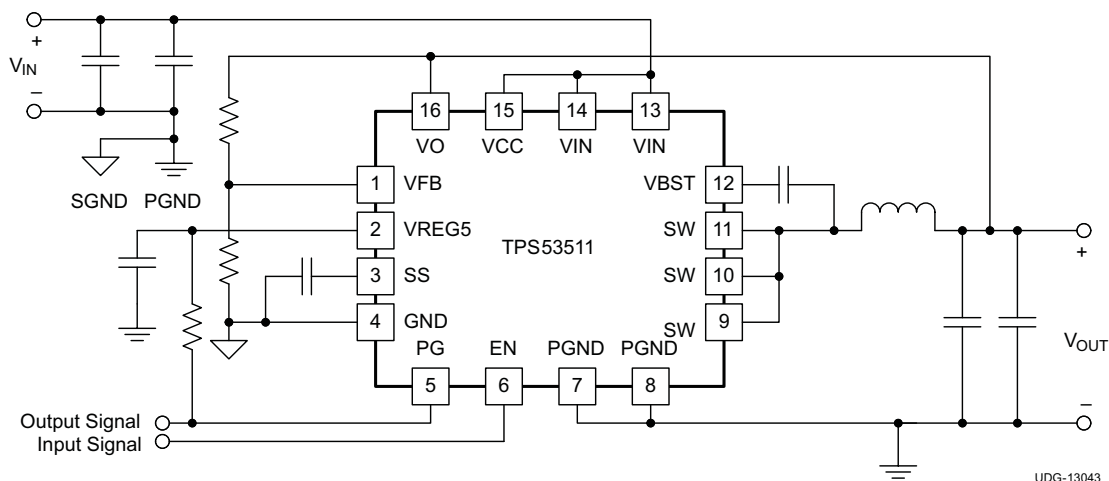 +
VIN
–
SGND PGND
16 15 14 13
VO VCC VIN VIN
1 VFB
2 VREG5
3 SS
4 GND
TPS53511
VBST 12
SW 11
SW 10
SW 9
PG EN PGND PGND
5 6 7 8
+
VOUT
–
Output Signal
Input Signal
UDG-13043